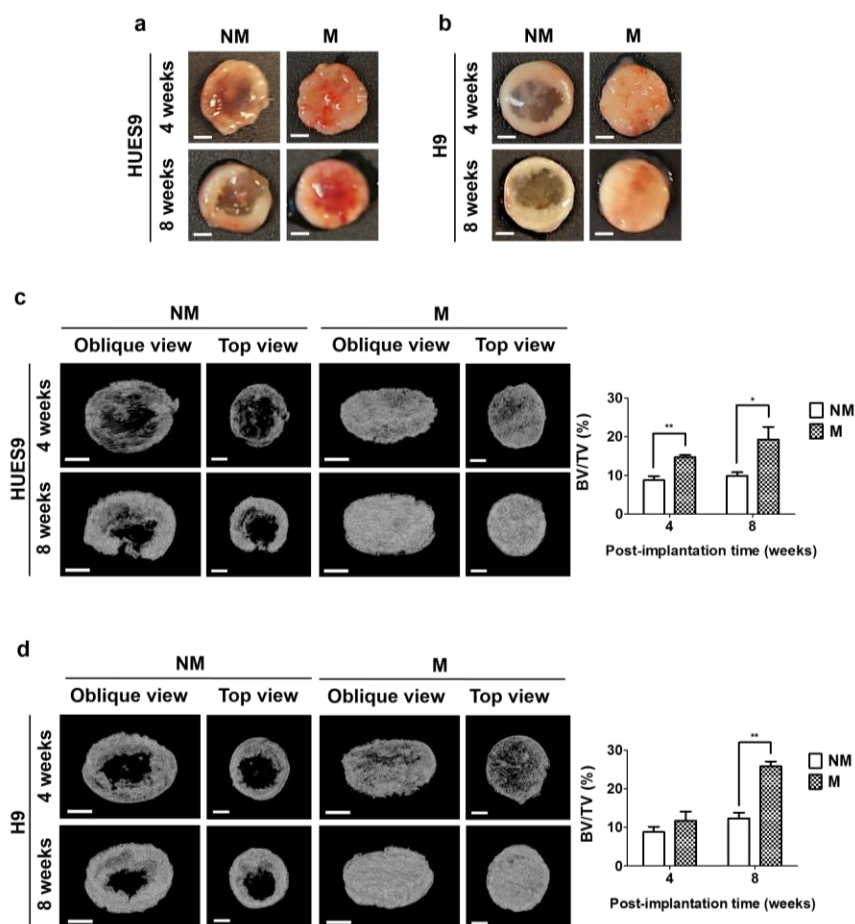 a
NM M
HUES9
4 weeks
8 weeks
b
NM M
H9
4 weeks
8 weeks
c
NM M
Oblique view Top view Oblique view Top view
HUES9
4 weeks
8 weeks
BV/TV (%)
30
20
10
0
** *
4 8
Post-implantation time (weeks)
NM
M
d
NM M
Oblique view Top view Oblique view Top view
H9
4 weeks
8 weeks
BV/TV (%)
30
20
10
0
**
4 8
Post-implantation time (weeks)
NM
M